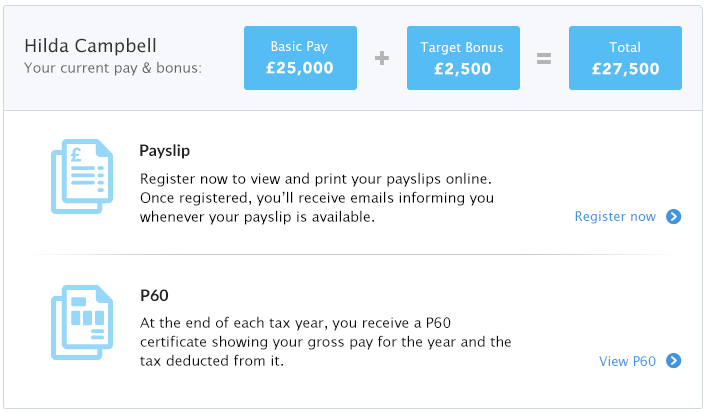 Hilda Campbell
Your current pay & bonus:
Basic Pay
£25,000
+
Target Bonus
£2,500
=
Total
£27,500
£
Payslip
Register now to view and print your payslips online.
Once registered, you’ll receive emails informing you
whenever your payslip is available.
Register now
P60
At the end of each tax year, you receive a P60
certificate showing your gross pay for the year and the
tax deducted from it.
View P60